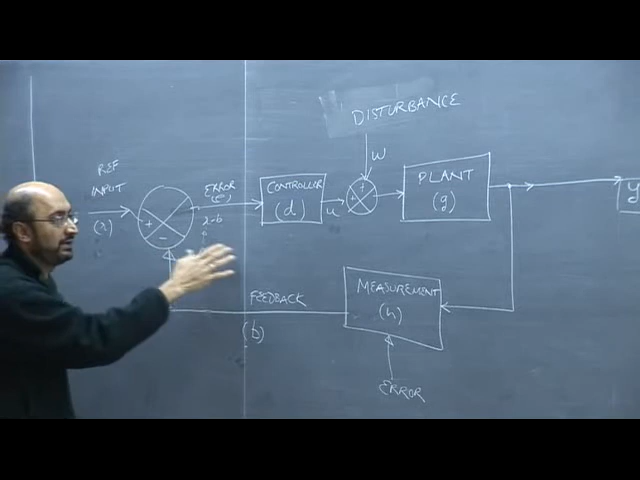 DISTURBANCE
W
REF
INPUT
(r)
+
-
ERROR
(e)
r-b
CONTROLLER
(d)
u
+
PLANT
(g)
y
FEEDBACK
(b)
MEASUREMENT
(h)
ERROR